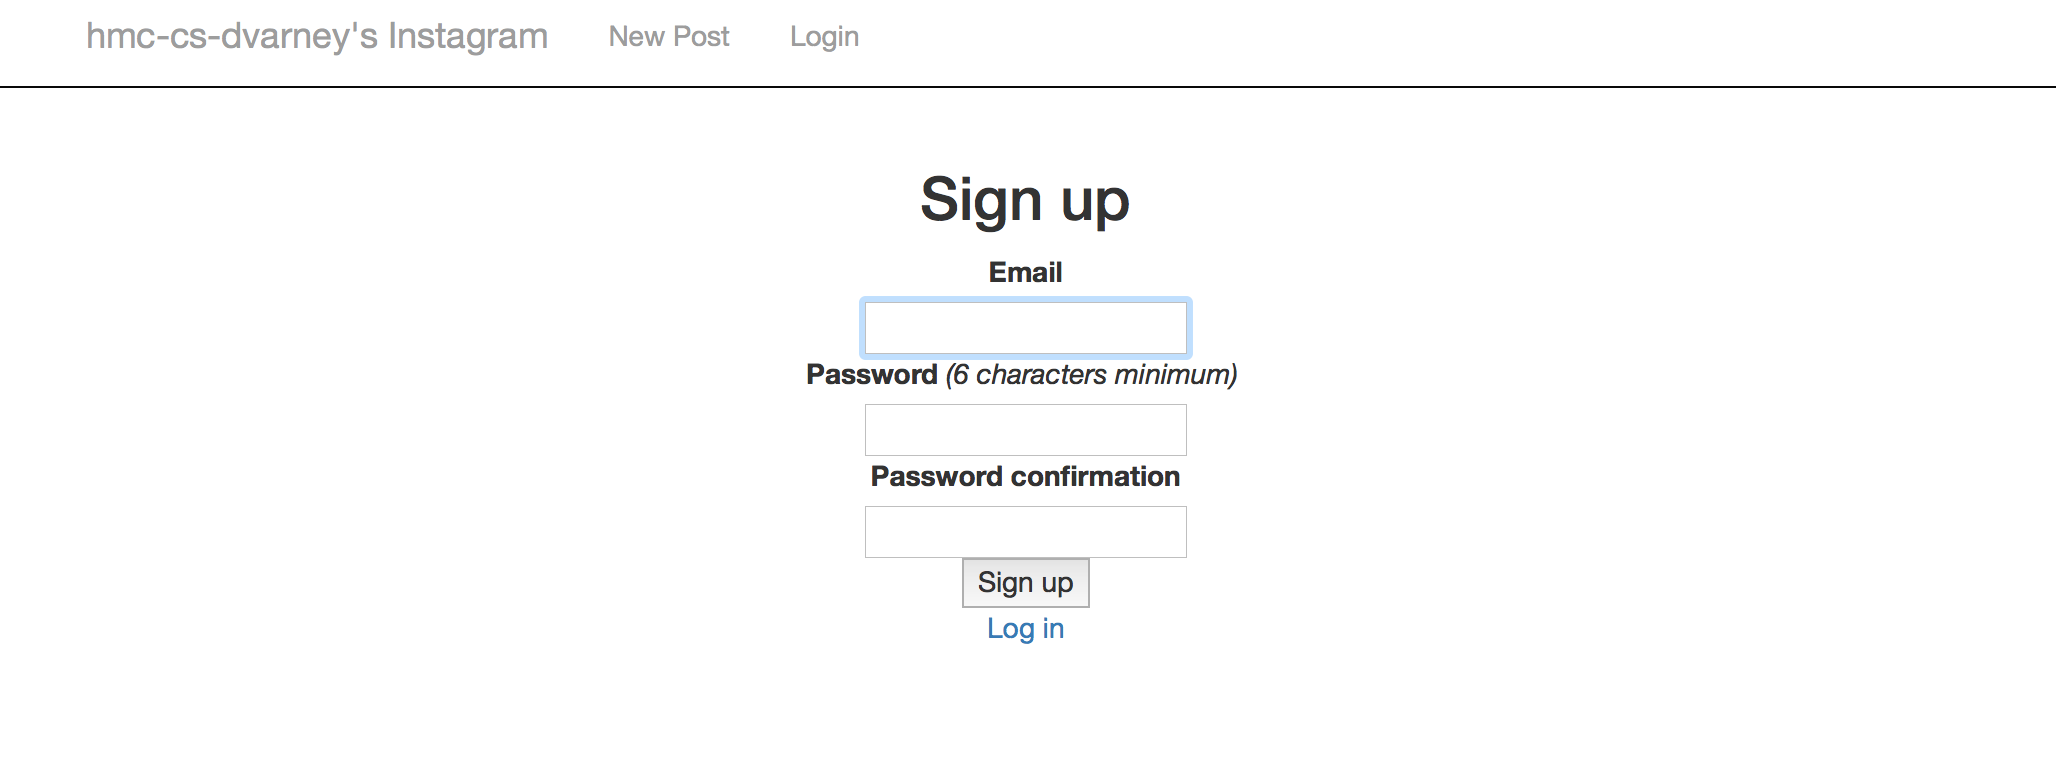 hmc-cs-dvarney's Instagram New Post Login
Sign up
Email
Password (6 characters minimum)
Password confirmation
Sign up
Log in